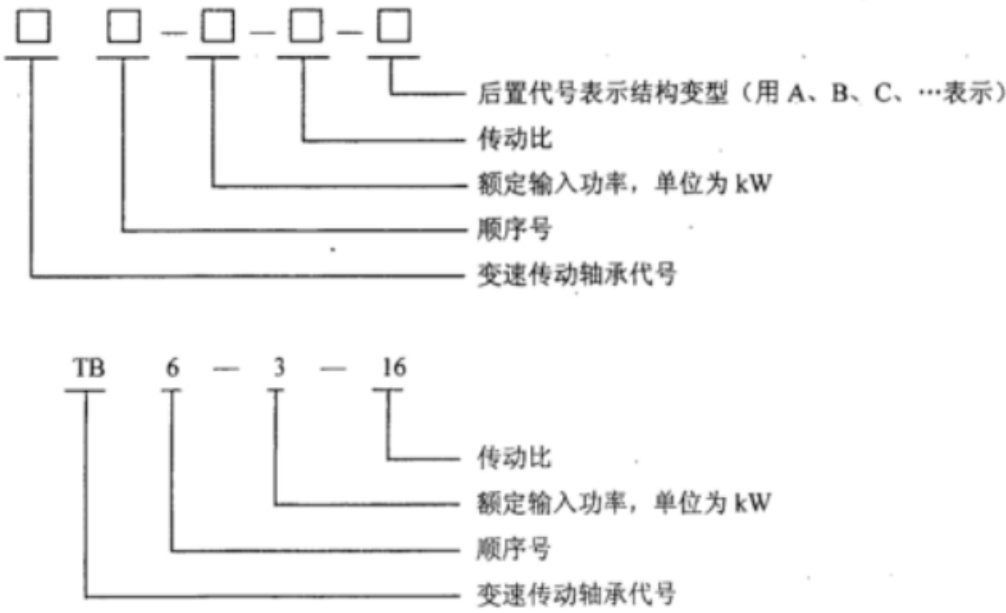 □ □ — □ — □ — □
后置代号表示结构变型（用 A、B、C、…表示）
传动比
额定输入功率，单位为 kW
顺序号
变速传动轴承代号
TB 6 — 3 — 16
传动比
额定输入功率，单位为 kW
顺序号
变速传动轴承代号